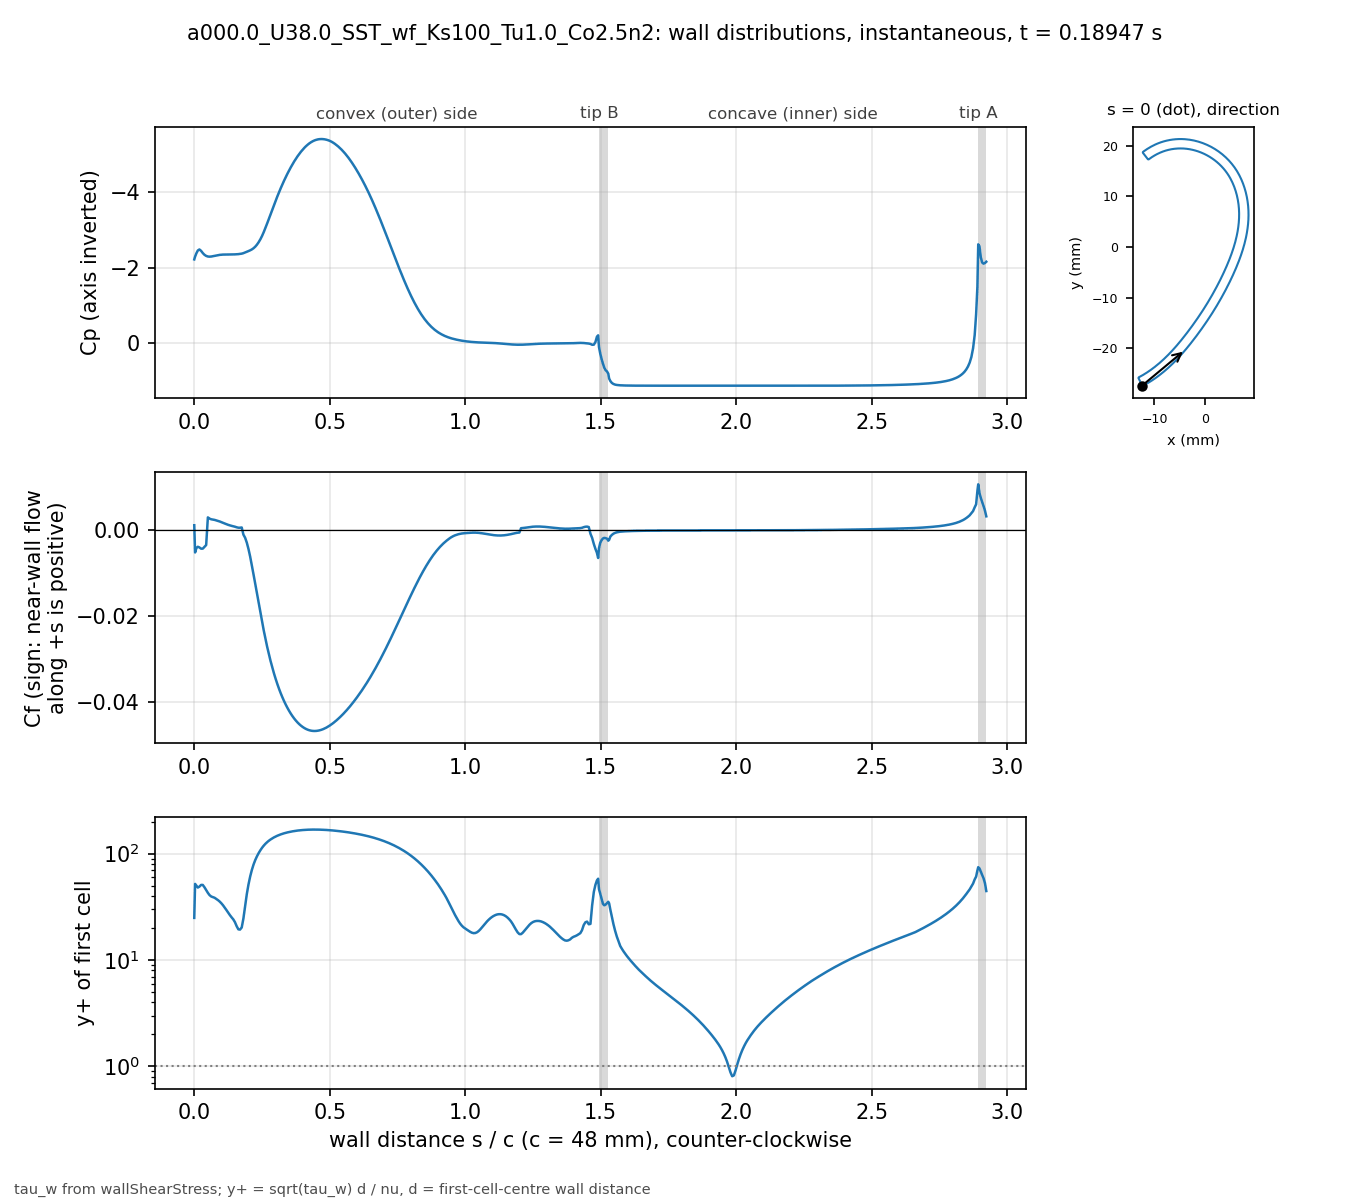 a000.0_U38.0_SST_wf_Ks100_Tu1.0_Co2.5n2: wall distributions, instantaneous, t = 0.18947 s
convex (outer) side
tip B
concave (inner) side
tip A
s = 0 (dot), direction
Cp (axis inverted)
−4
−2
0
0.0 0.5 1.0 1.5 2.0 2.5 3.0
y (mm)
20
10
0
−10
−20
−10 0
x (mm)
Cf (sign: near-wall flow
along +s is positive)
0.00
−0.02
−0.04
0.0 0.5 1.0 1.5 2.0 2.5 3.0
y+ of first cell
10²
10¹
10⁰
0.0 0.5 1.0 1.5 2.0 2.5 3.0
wall distance s / c (c = 48 mm), counter-clockwise
tau_w from wallShearStress; y+ = sqrt(tau_w) d / nu, d = first-cell-centre wall distance